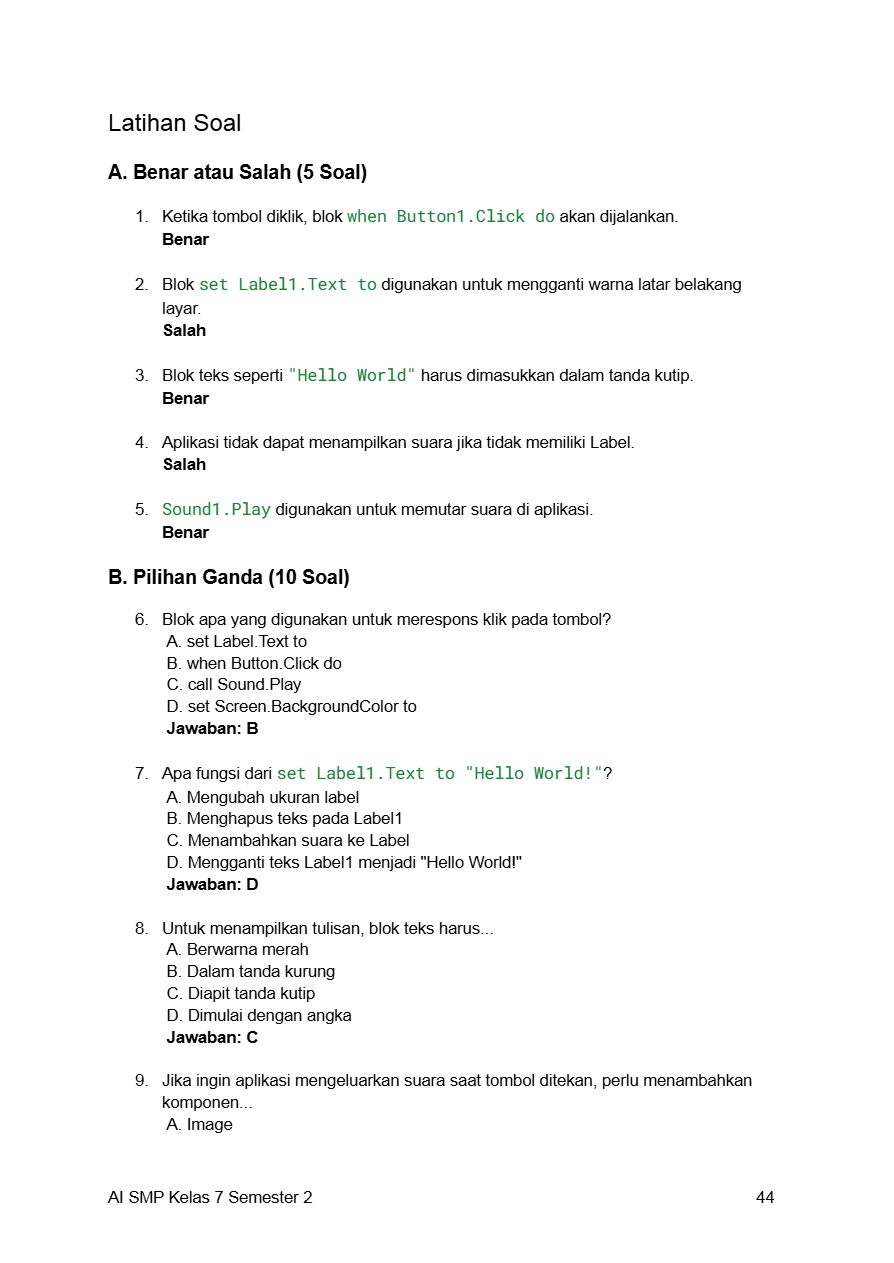 Latihan Soal
A. Benar atau Salah (5 Soal)
1. Ketika tombol diklik, blok when Button1.Click do akan dijalankan.
Benar
2. Blok set Label1.Text to digunakan untuk mengganti warna latar belakang
layar.
Salah
3. Blok teks seperti "Hello World" harus dimasukkan dalam tanda kutip.
Benar
4. Aplikasi tidak dapat menampilkan suara jika tidak memiliki Label.
Salah
5. Sound1.Play digunakan untuk memutar suara di aplikasi.
Benar
B. Pilihan Ganda (10 Soal)
6. Blok apa yang digunakan untuk merespons klik pada tombol?
A. set Label.Text to
B. when Button.Click do
C. call Sound.Play
D. set Screen.BackgroundColor to
Jawaban: B
7. Apa fungsi dari set Label1.Text to "Hello World!"?
A. Mengubah ukuran label
B. Menghapus teks pada Label1
C. Menambahkan suara ke Label
D. Mengganti teks Label1 menjadi "Hello World!"
Jawaban: D
8. Untuk menampilkan tulisan, blok teks harus...
A. Berwarna merah
B. Dalam tanda kurung
C. Diapit tanda kutip
D. Dimulai dengan angka
Jawaban: C
9. Jika ingin aplikasi mengeluarkan suara saat tombol ditekan, perlu menambahkan
komponen...
A. Image
AI SMP Kelas 7 Semester 2 44